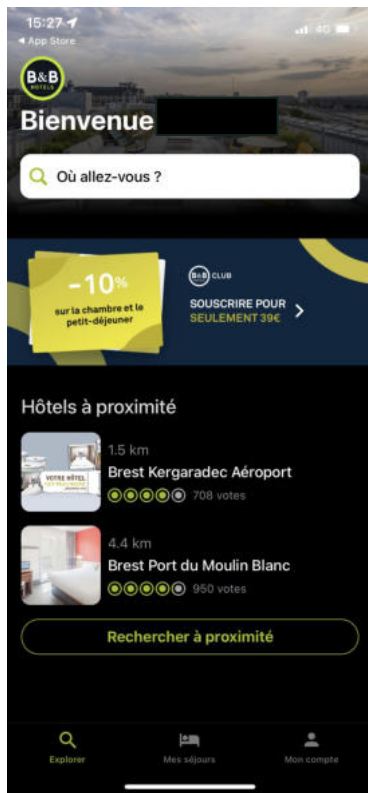 15:27
4G
App Store
B&B
HOTELS
Bienvenue
Où allez-vous ?
-10%
sur la chambre et le
petit-déjeuner
B&B CLUB
SOUSCRIRE POUR
SEULEMENT 39€
Hôtels à proximité
1.5 km
Brest Kergaradec Aéroport
708 votes
VOTRE HÔTEL
4.4 km
Brest Port du Moulin Blanc
950 votes
Rechercher à proximité
Explorer
Mes séjours
Mon compte